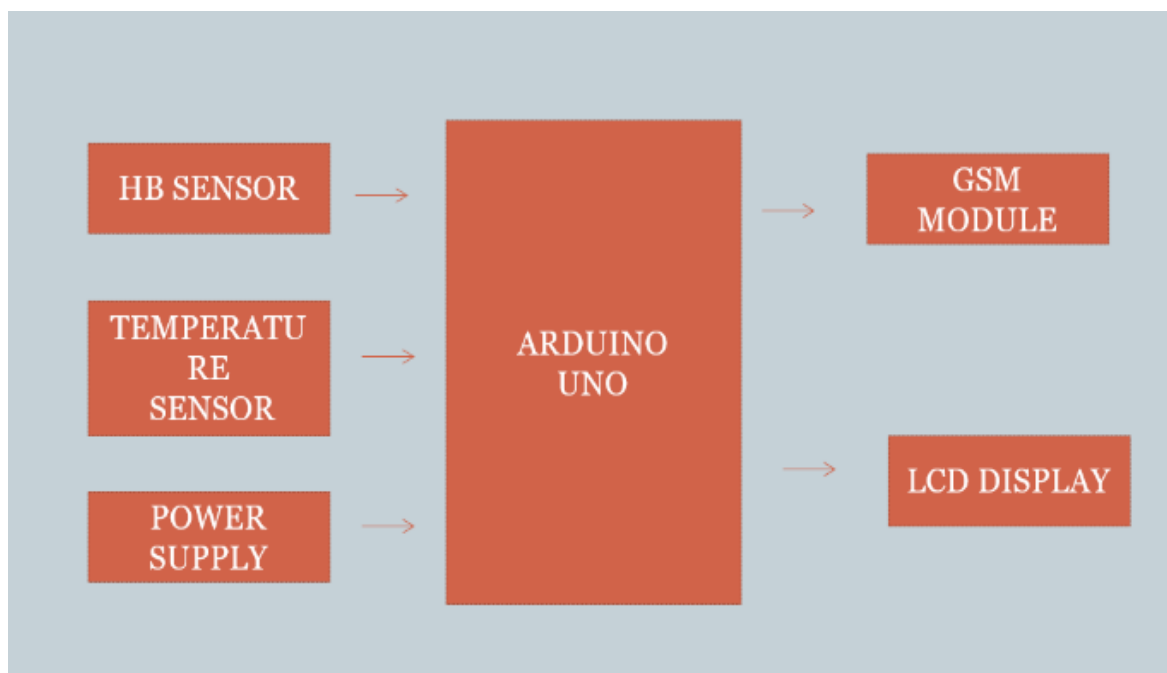 HB SENSOR
TEMPERATU
RE
SENSOR
POWER
SUPPLY
ARDUINO
UNO
GSM
MODULE
LCD DISPLAY